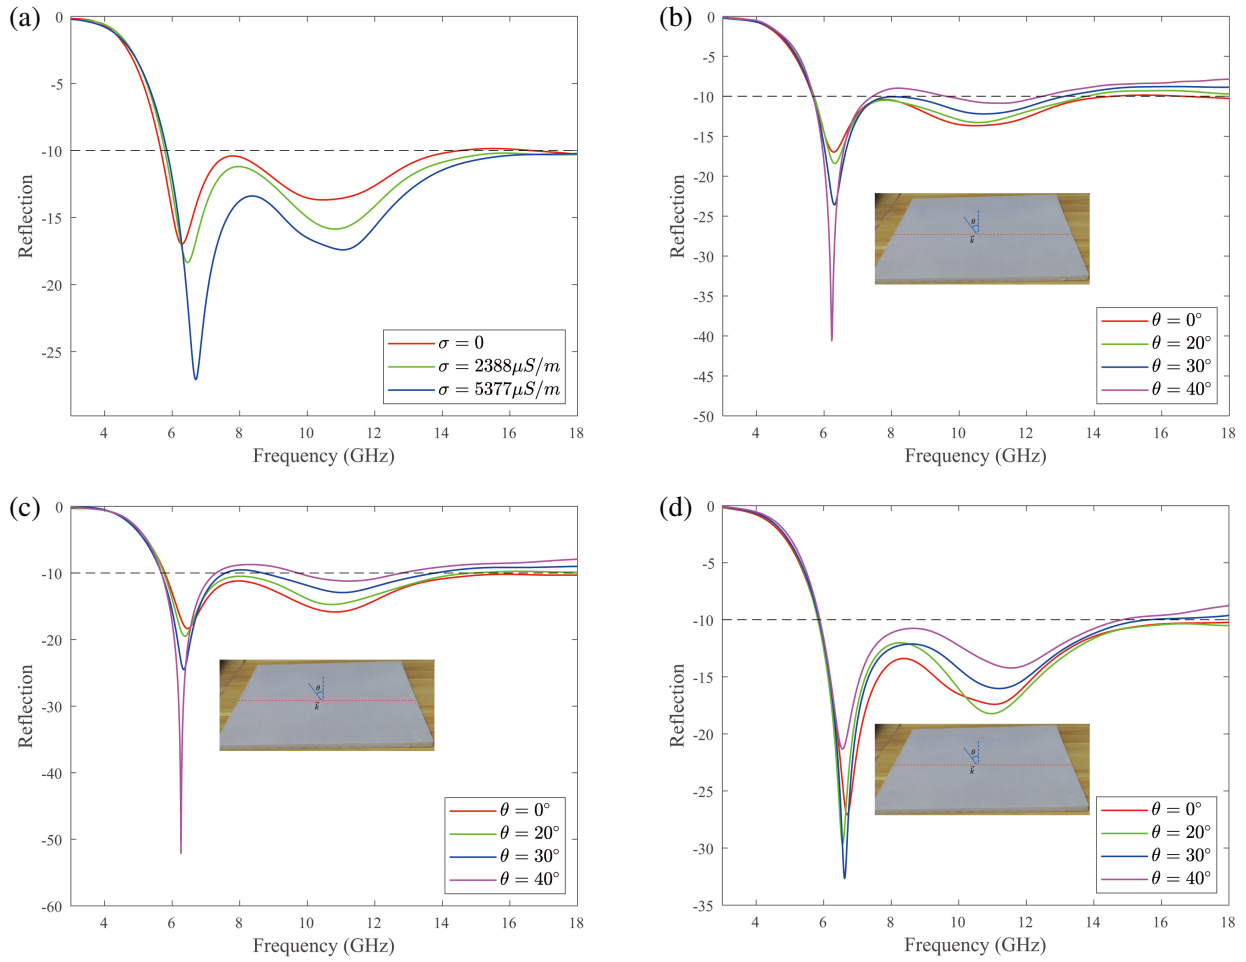 (a)
0
-5
-10
-15
-20
-25
Reflection
4 6 8 10 12 14 16 18
Frequency (GHz)
σ = 0
σ = 2388μS/m
σ = 5377μS/m
(b)
0
-5
-10
-15
-20
-25
-30
-35
-40
-45
-50
Reflection
4 6 8 10 12 14 16 18
Frequency (GHz)
θ
k
θ = 0°
θ = 20°
θ = 30°
θ = 40°
(c)
0
-10
-20
-30
-40
-50
-60
Reflection
4 6 8 10 12 14 16 18
Frequency (GHz)
θ
k
θ = 0°
θ = 20°
θ = 30°
θ = 40°
(d)
0
-5
-10
-15
-20
-25
-30
-35
Reflection
4 6 8 10 12 14 16 18
Frequency (GHz)
θ
k
θ = 0°
θ = 20°
θ = 30°
θ = 40°